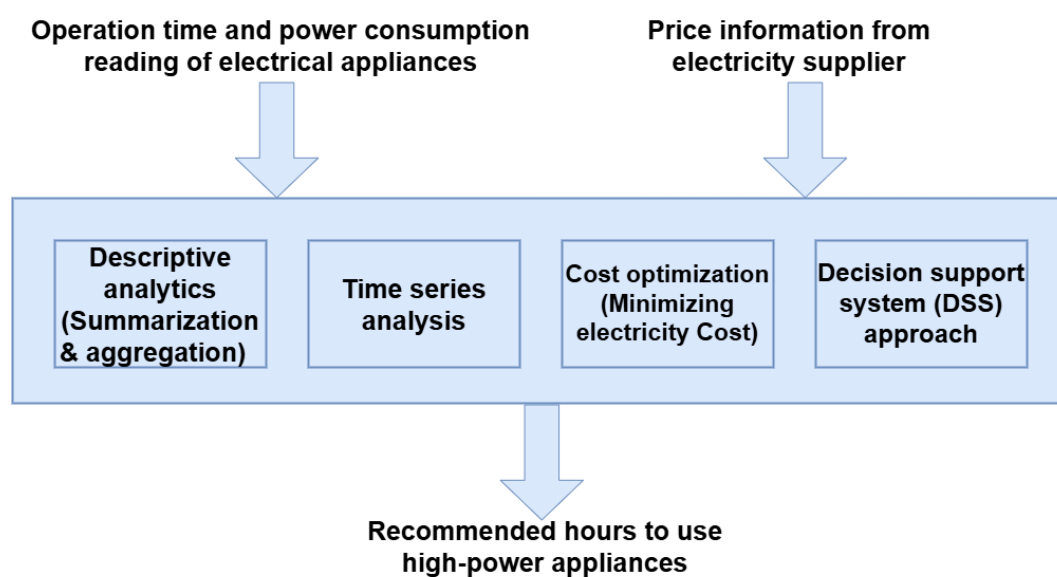 Operation time and power consumption
reading of electrical appliances
Price information from
electricity supplier
Descriptive
analytics
(Summarization
& aggregation)
Time series
analysis
Cost optimization
(Minimizing
electricity Cost)
Decision support
system (DSS)
approach
Recommended hours to use
high-power appliances